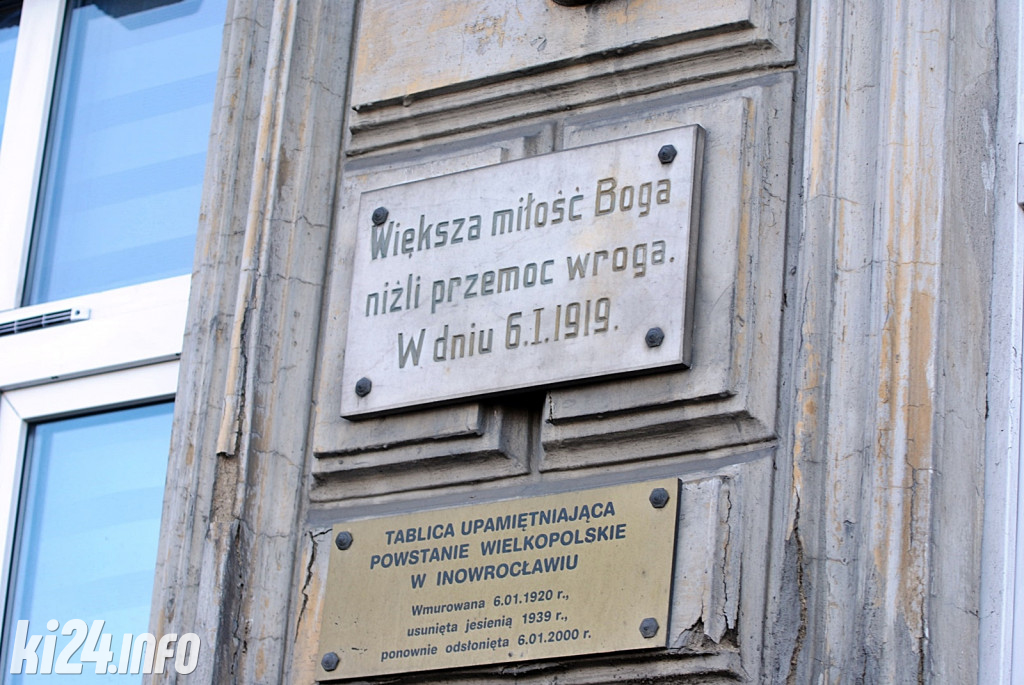 Większa miłość Boga
niżli przemoc wroga.
W dniu 6.I.1919.
TABLICA UPAMIĘTNIAJĄCA
POWSTANIE WIELKOPOLSKIE
W INOWROCŁAWIU
Wmurowana 6.01.1920 r.,
usunięta jesienią 1939 r.,
ponownie odsłonięta 6.01.2000 r.
ki24.info